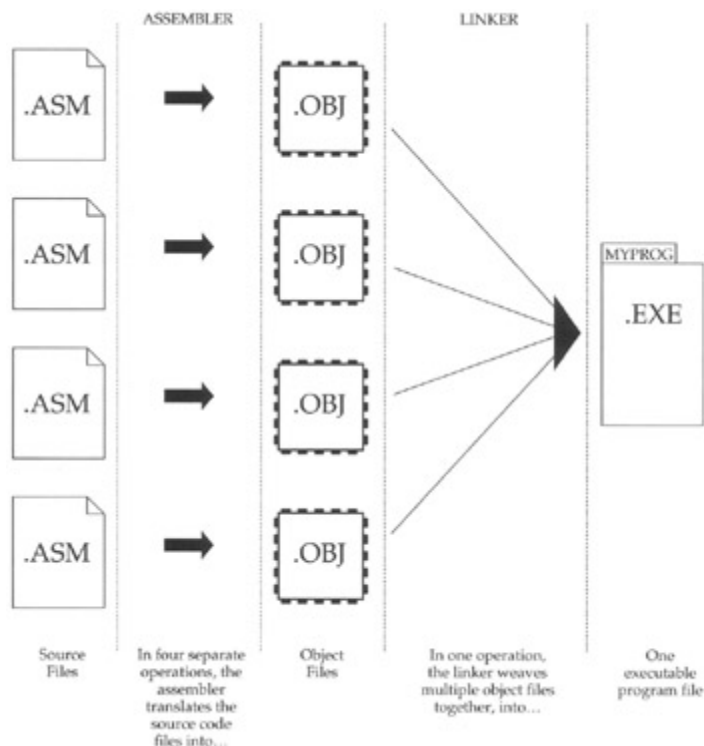 ASSEMBLER
LINKER
.ASM
.OBJ
.ASM
.OBJ
MYPROG
.EXE
.ASM
.OBJ
.ASM
.OBJ
Source
Files
In four separate
operations, the
assembler
translates the
source code
files into...
Object
Files
In one operation,
the linker weaves
multiple object files
together, into...
One
executable
program file